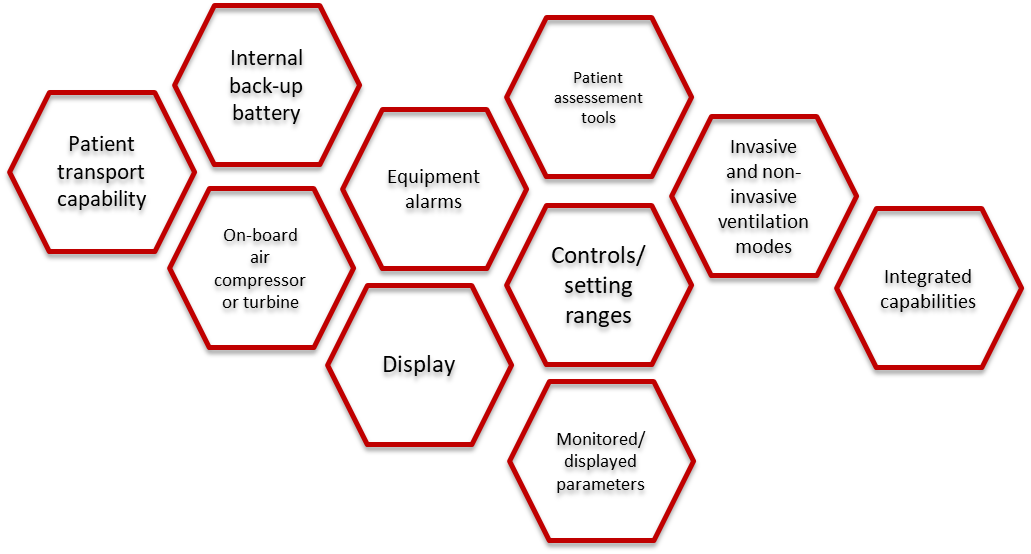 Patient
transport
capability
Internal
back-up
battery
On-board
air
compressor
or turbine
Equipment
alarms
Display
Patient
assessement
tools
Controls/
setting
ranges
Monitored/
displayed
parameters
Invasive
and non-
invasive
ventilation
modes
Integrated
capabilities